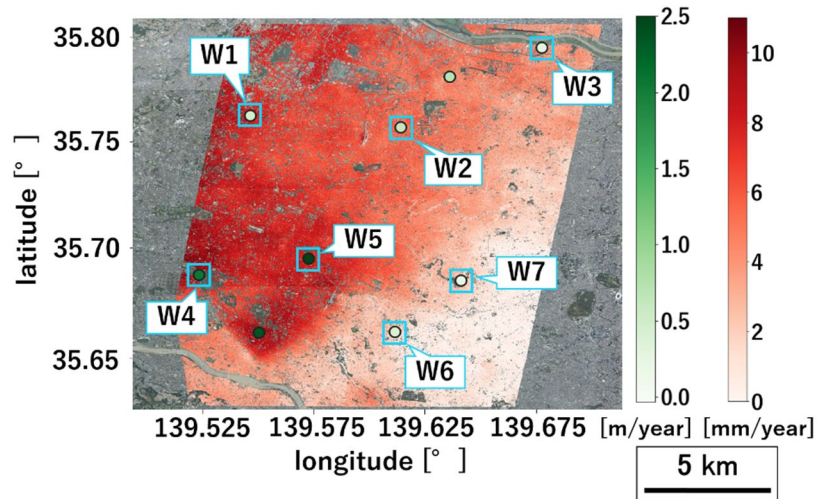 35.80
35.75
35.70
35.65
latitude [°]
W1
W2
W3
W4
W5
W6
W7
139.525
139.575
139.625
139.675
longitude [°]
2.5
2.0
1.5
1.0
0.5
0.0
[m/year]
10
8
6
4
2
0
[mm/year]
5 km